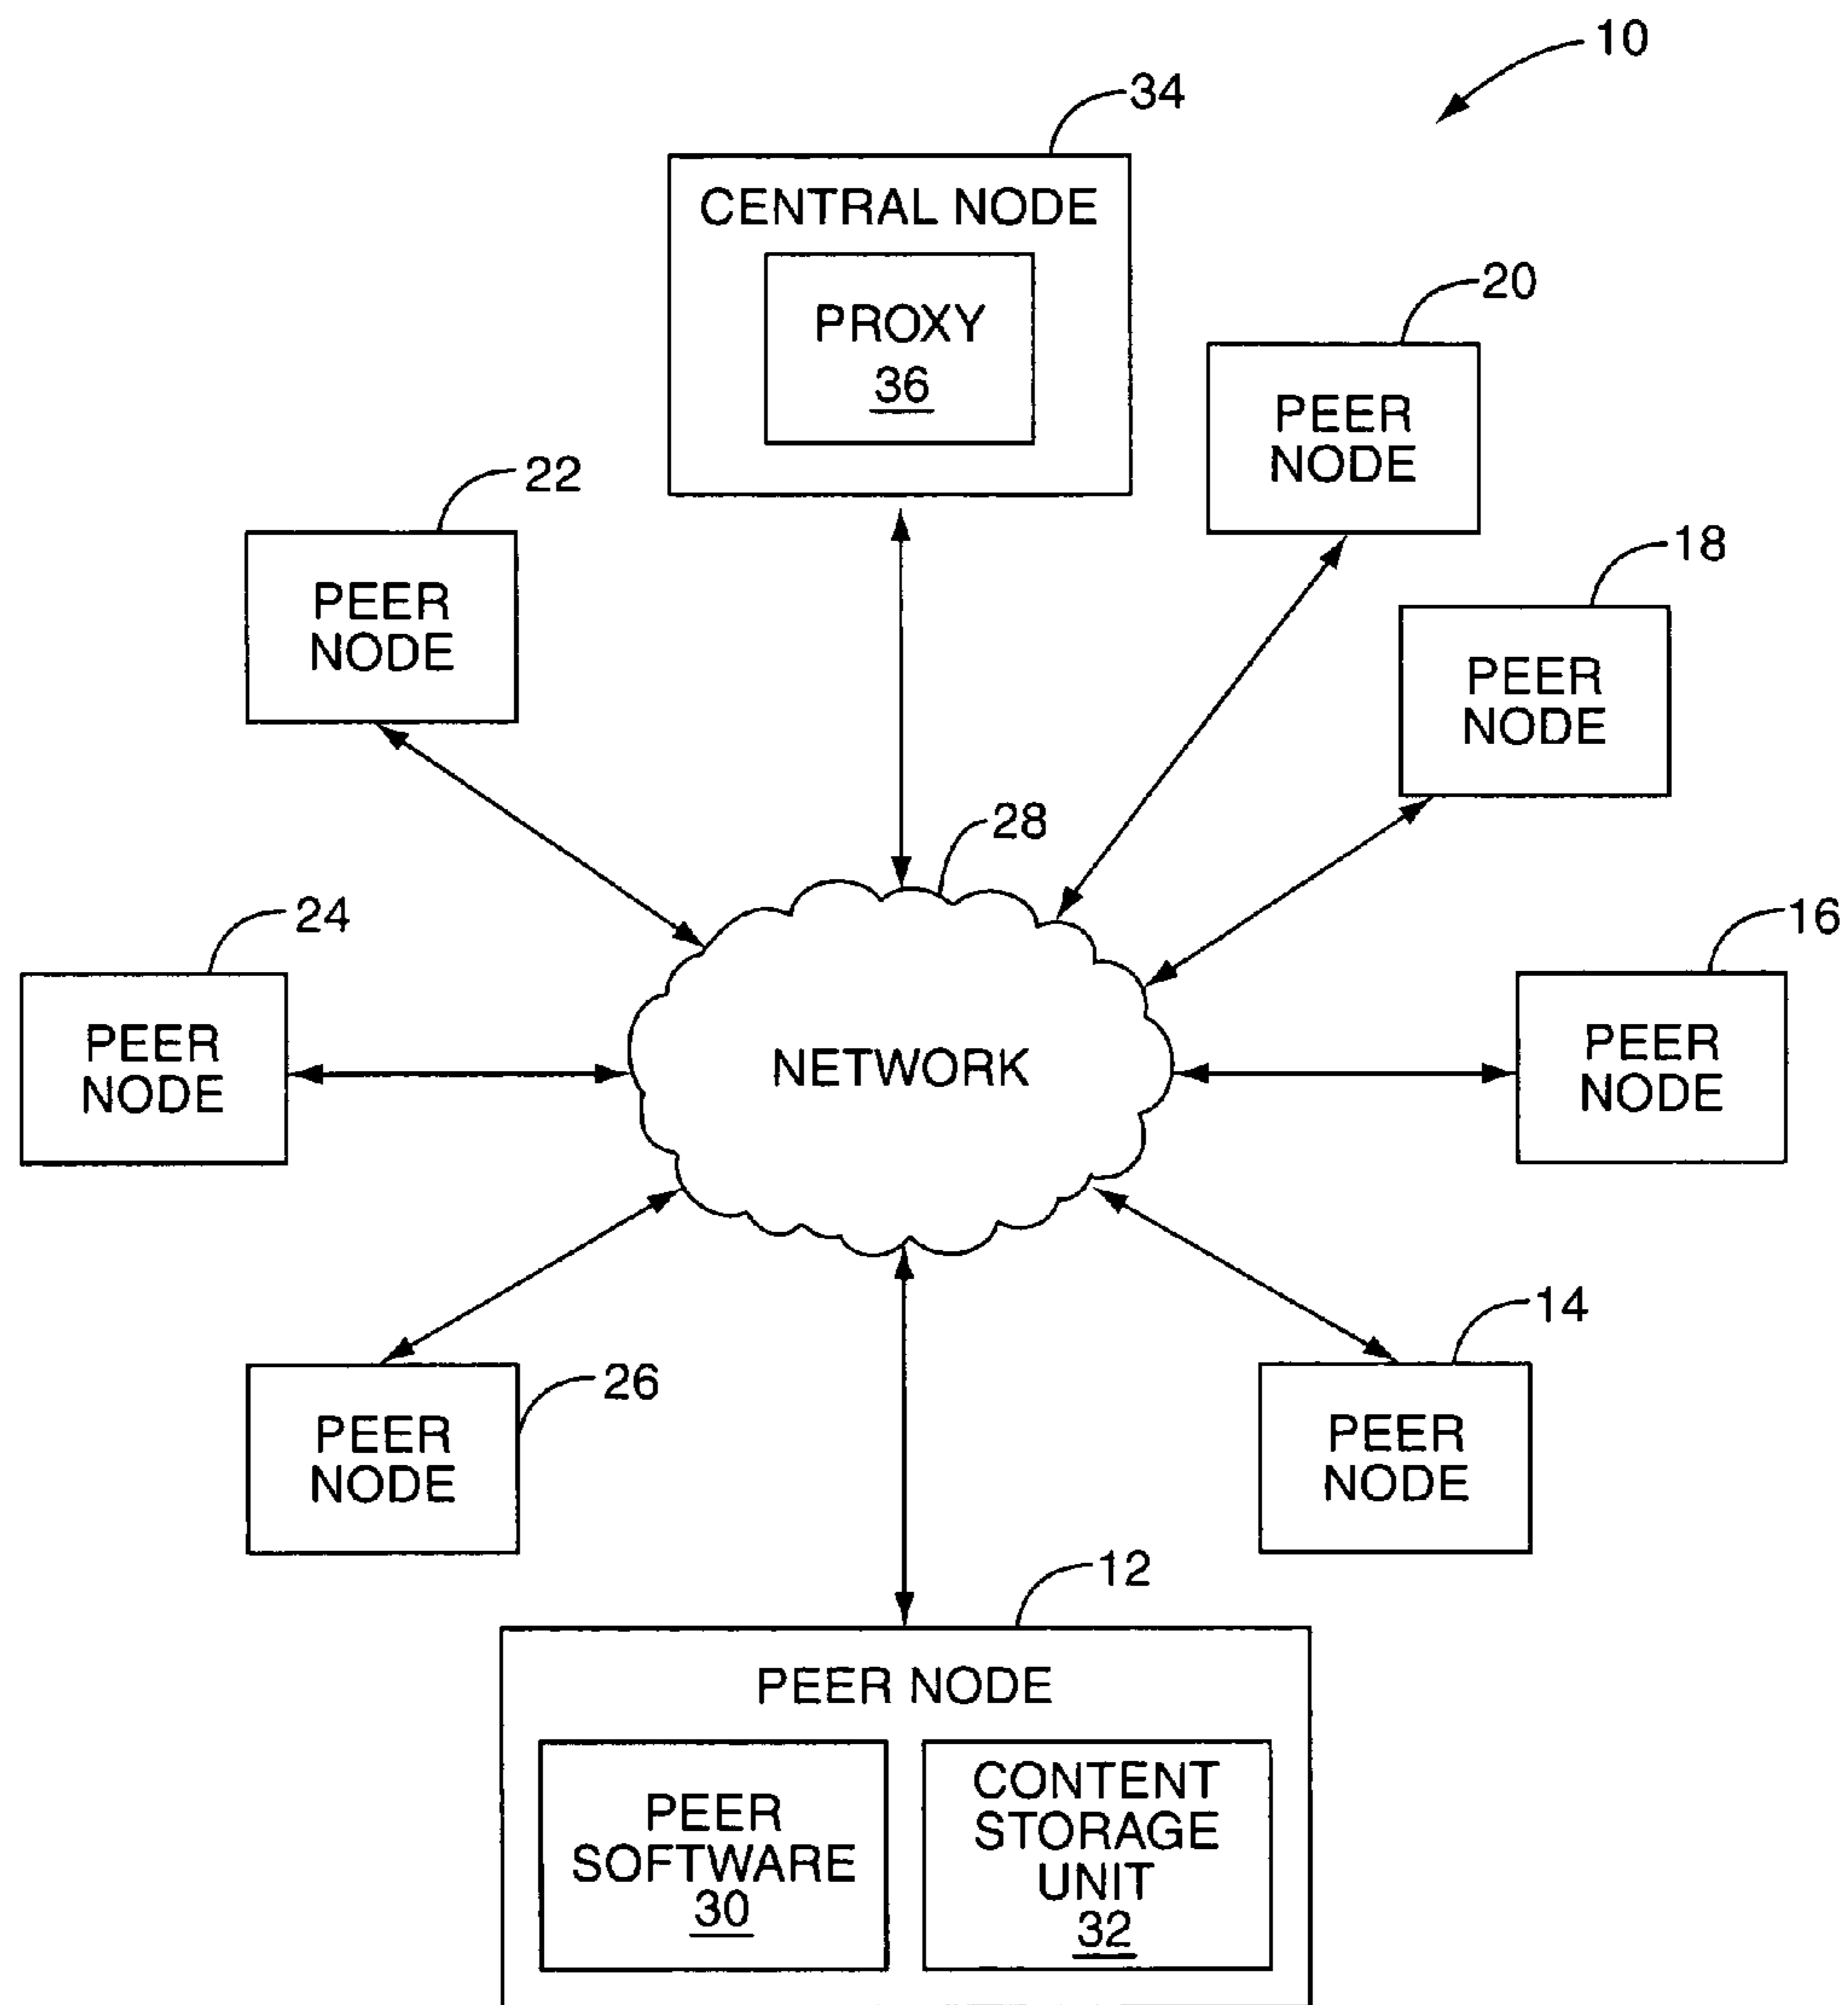 10
34
CENTRAL NODE
PROXY
36
20
PEER
NODE
22
PEER
NODE
18
PEER
NODE
28
24
PEER
NODE
NETWORK
16
PEER
NODE
26
PEER
NODE
14
PEER
NODE
12
PEER NODE
PEER
SOFTWARE
30
CONTENT
STORAGE
UNIT
32